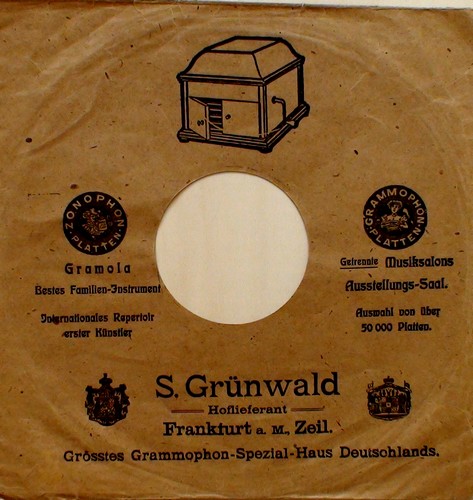 ZONOPHON
PLATTEN
Gramola
Bestes Familien-Instrument
Internationales Repertoir
erster Künstler
GRAMMOPHON
PLATTEN
Getrennte Musiksalons
Ausstellungs-Saal.
Auswahl von über
50 000 Platten.
S. Grünwald
Hoflieferant
Frankfurt a. M., Zeil.
Grösstes Grammophon-Spezial-Haus Deutschlands.